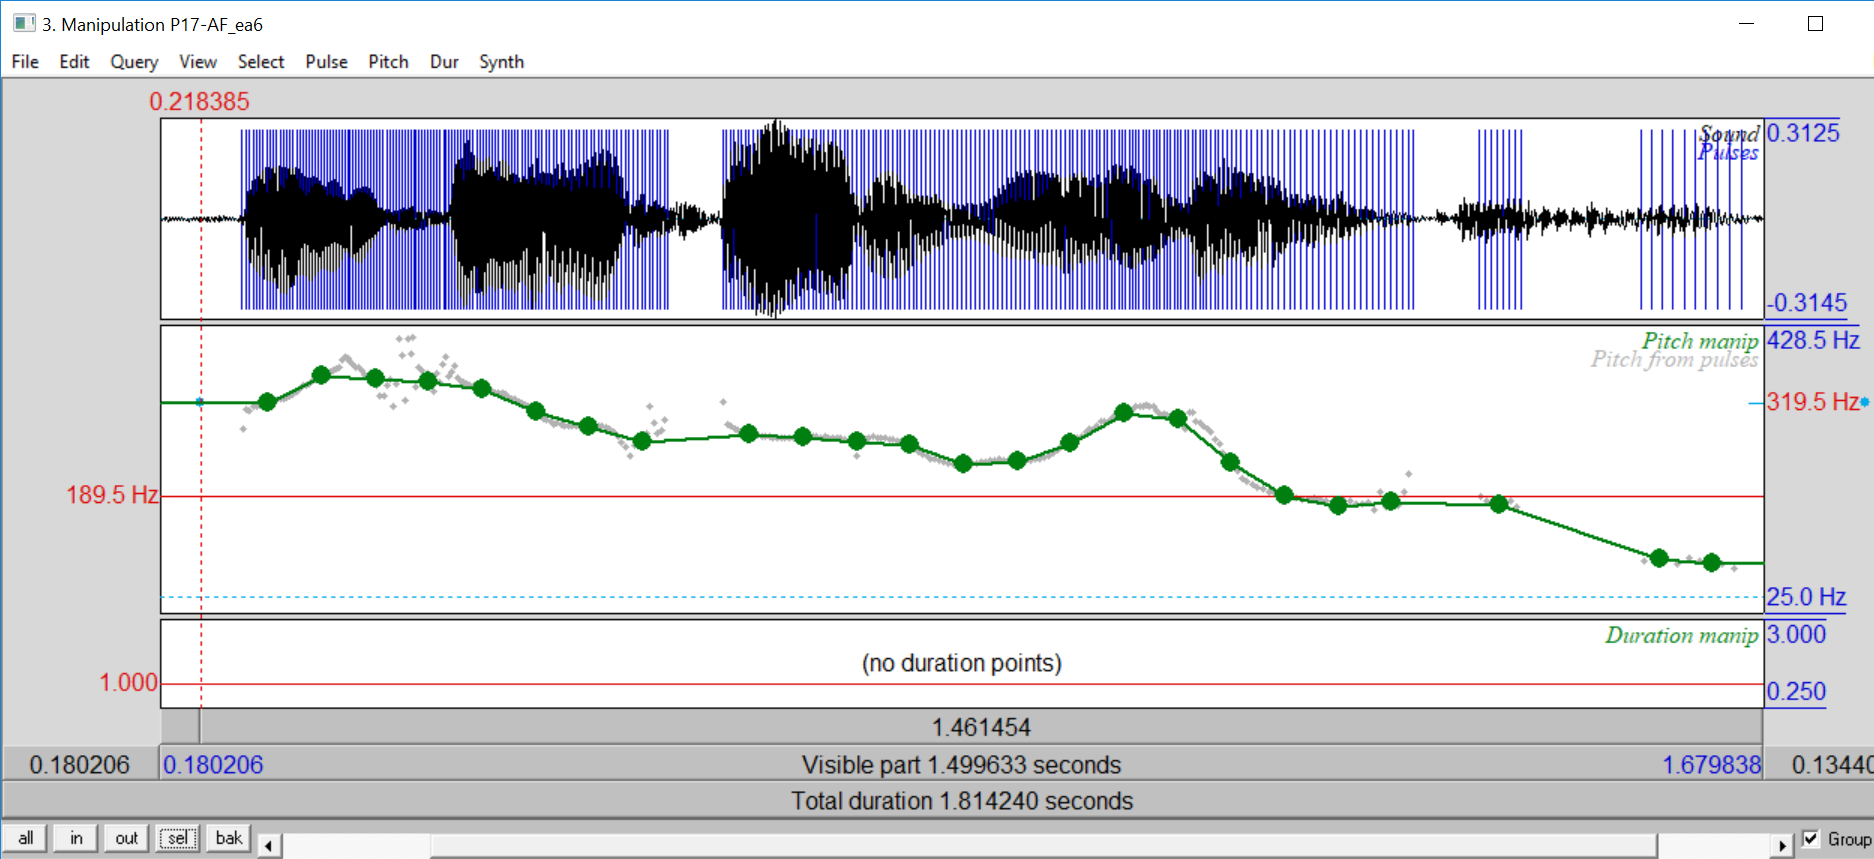 3. Manipulation P17-AF_ea6
File Edit Query View Select Pulse Pitch Dur Synth
0.218385
Sound
Pulses
0.3125
-0.3145
Pitch manip
Pitch from pulses
428.5 Hz
319.5 Hz
189.5 Hz
25.0 Hz
Duration manip
3.000
(no duration points)
1.000
0.250
1.461454
0.180206
0.180206
Visible part 1.499633 seconds
1.679838
0.13440
Total duration 1.814240 seconds
all in out sel bak
Group